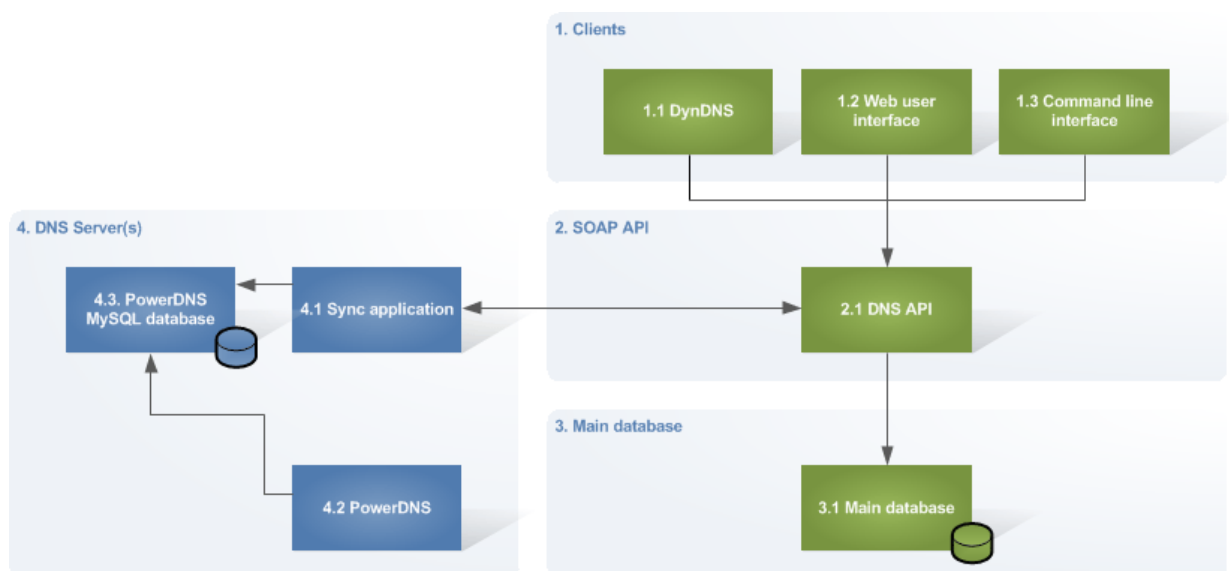 1. Clients
1.1 DynDNS
1.2 Web user
interface
1.3 Command line
interface
4. DNS Server(s)
4.3. PowerDNS
MySQL database
4.1 Sync application
4.2 PowerDNS
2. SOAP API
2.1 DNS API
3. Main database
3.1 Main database